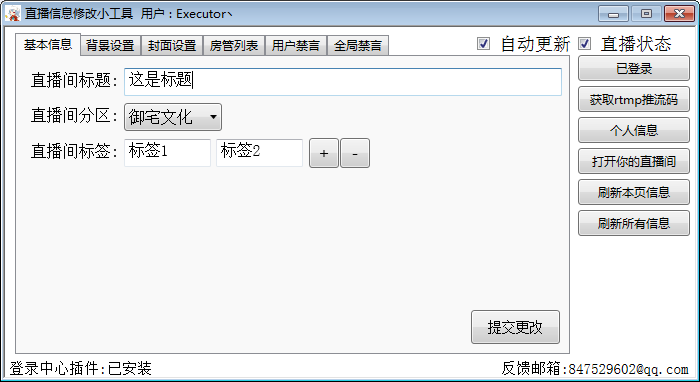 直播信息修改小工具 用户：Executor丶
基本信息 背景设置 封面设置 房管列表 用户禁言 全局禁言
自动更新 直播状态
直播间标题: 这是标题
直播间分区: 御宅文化
直播间标签: 标签1 标签2 + -
已登录
获取rtmp推流码
个人信息
打开你的直播间
刷新本页信息
刷新所有信息
提交更改
登录中心插件:已安装
反馈邮箱:847529602@qq.com